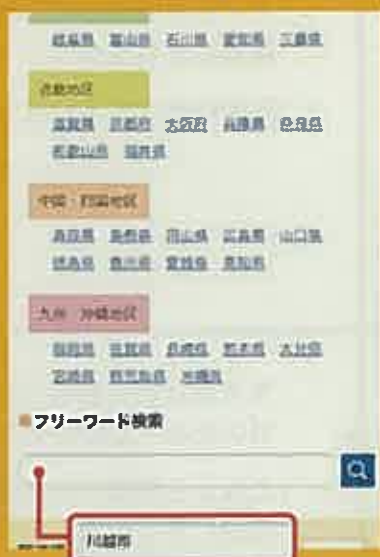 岐阜県 富山県 石川県 愛知県 三重県
近畿地区
滋賀県 京都府 大阪府 兵庫県 奈良県
和歌山県 福井県
中国・四国地区
鳥取県 島根県 岡山県 広島県 山口県
徳島県 香川県 愛媛県 高知県
九州・沖縄地区
福岡県 佐賀県 長崎県 熊本県 大分県
宮崎県 鹿児島県 沖縄県
フリーワード検索
川越市